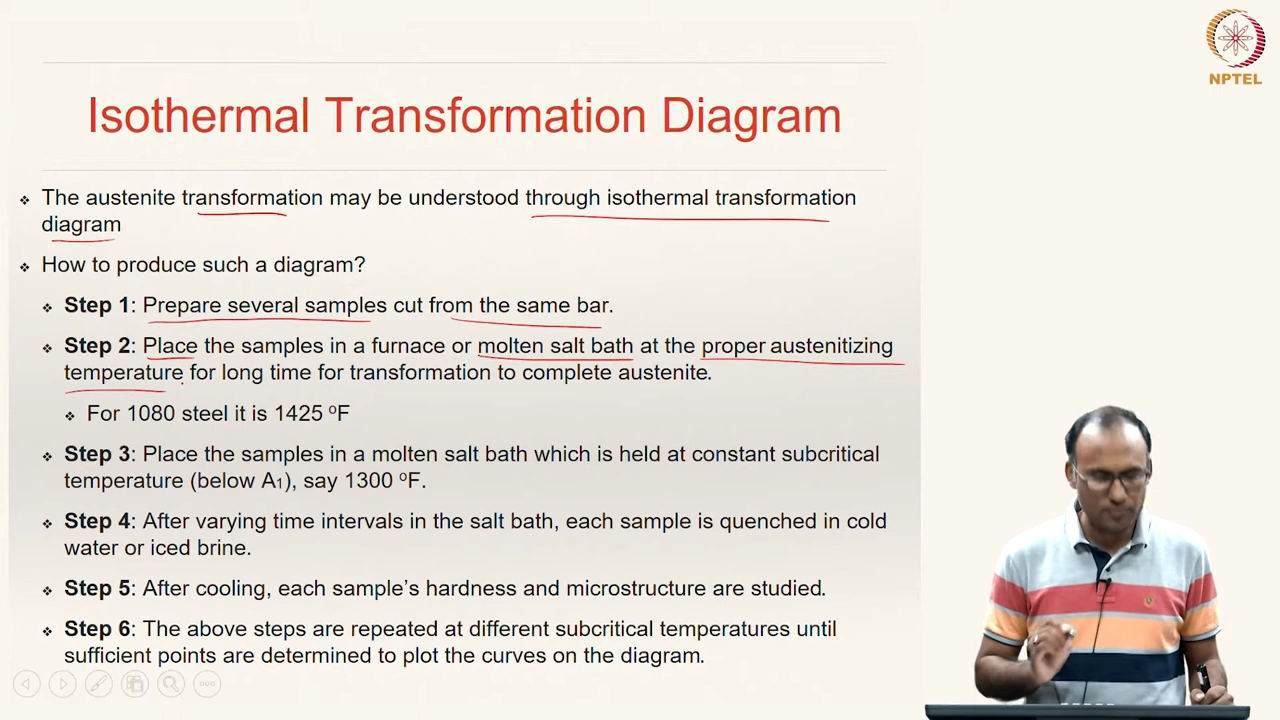 NPTEL
Isothermal Transformation Diagram
The austenite transformation may be understood through isothermal transformation
diagram
How to produce such a diagram?
Step 1: Prepare several samples cut from the same bar.
Step 2: Place the samples in a furnace or molten salt bath at the proper austenitizing
temperature for long time for transformation to complete austenite.
For 1080 steel it is 1425 ºF
Step 3: Place the samples in a molten salt bath which is held at constant subcritical
temperature (below A₁), say 1300 ºF.
Step 4: After varying time intervals in the salt bath, each sample is quenched in cold
water or iced brine.
Step 5: After cooling, each sample’s hardness and microstructure are studied.
Step 6: The above steps are repeated at different subcritical temperatures until
sufficient points are determined to plot the curves on the diagram.